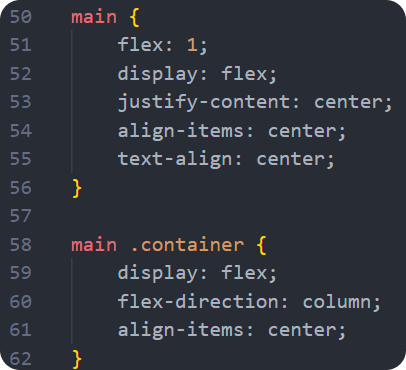 50 main {
51     flex: 1;
52     display: flex;
53     justify-content: center;
54     align-items: center;
55     text-align: center;
56 }
57
58 main .container {
59     display: flex;
60     flex-direction: column;
61     align-items: center;
62 }